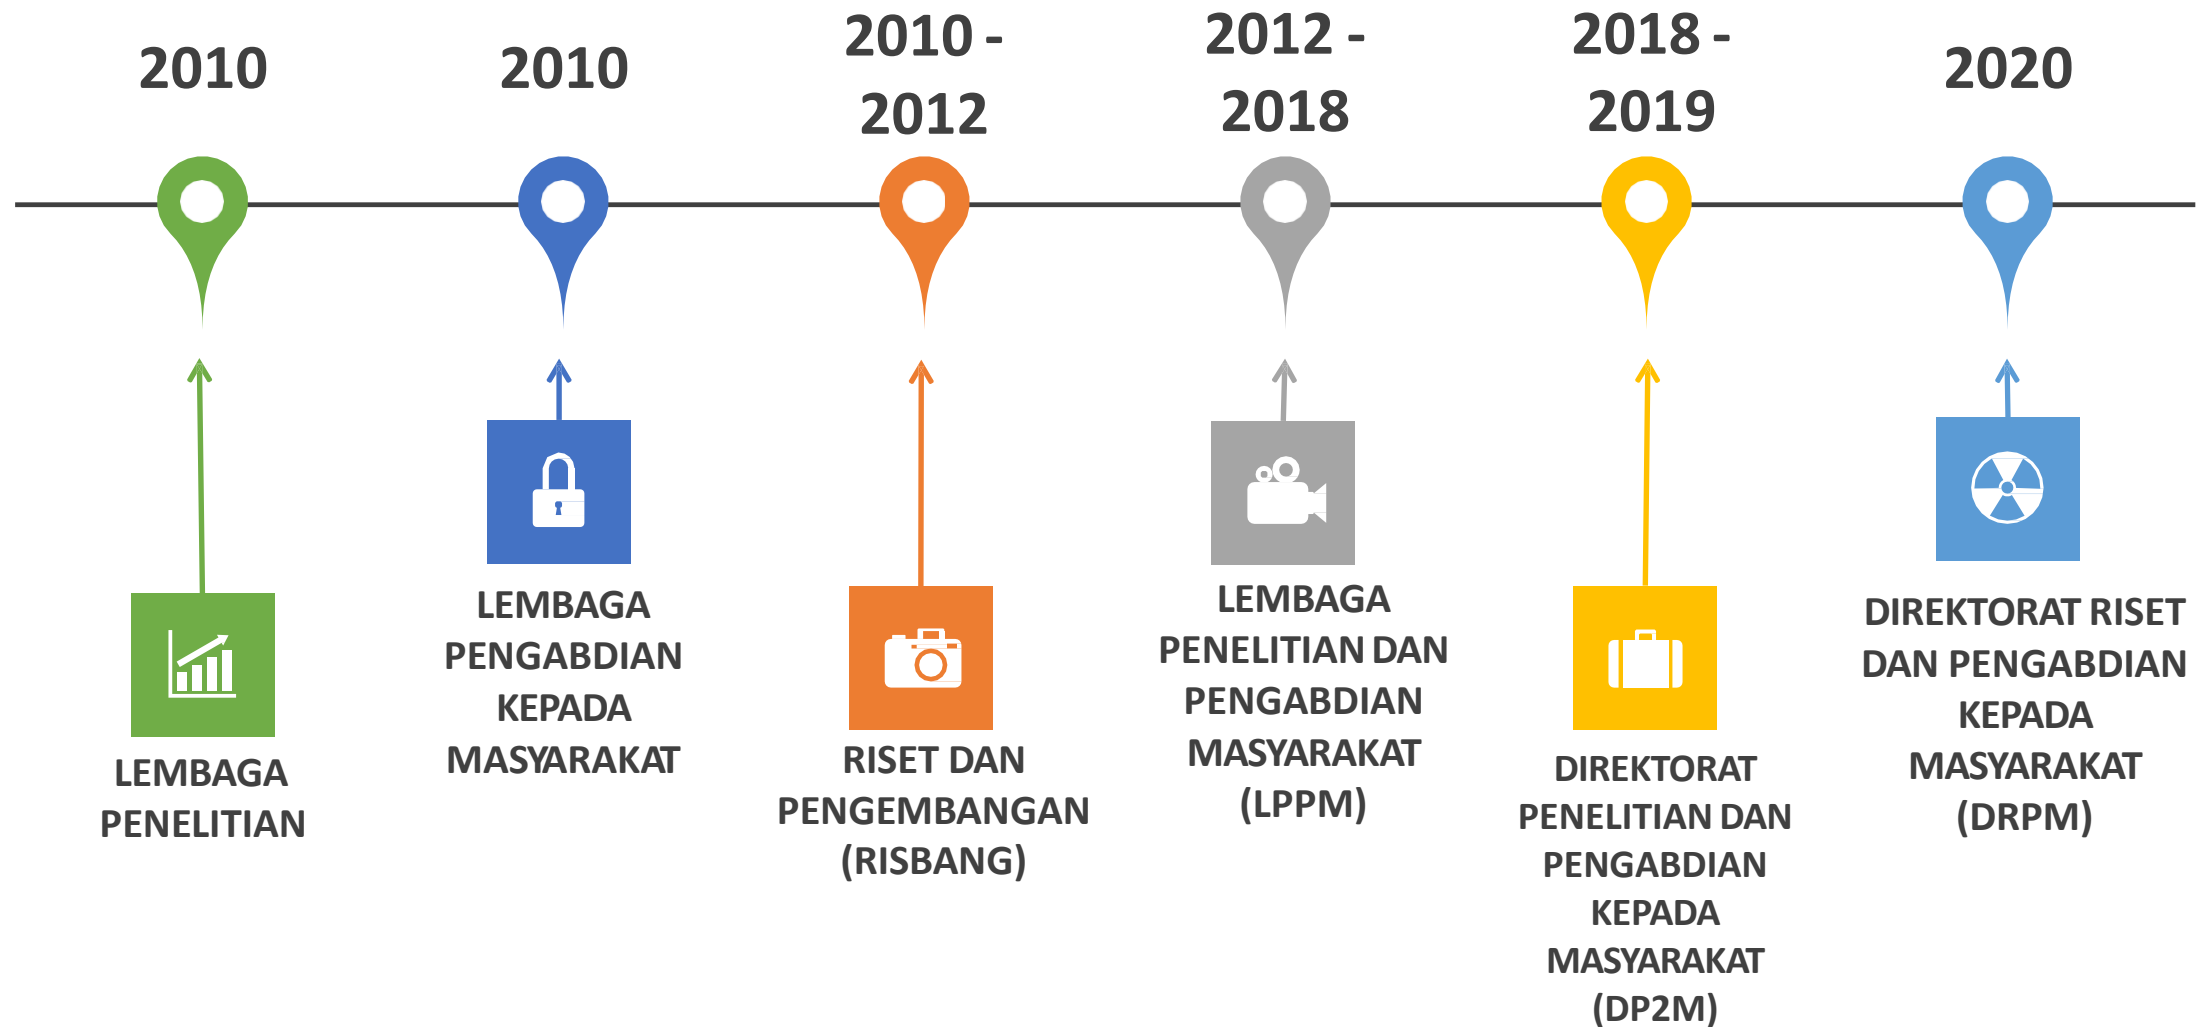 2010
LEMBAGA
PENELITIAN
2010
LEMBAGA
PENGABDIAN
KEPADA
MASYARAKAT
2010 -
2012
RISET DAN
PENGEMBANGAN
(RISBANG)
2012 -
2018
LEMBAGA
PENELITIAN DAN
PENGABDIAN
MASYARAKAT
(LPPM)
2018 -
2019
DIREKTORAT
PENELITIAN DAN
PENGABDIAN
KEPADA
MASYARAKAT
(DP2M)
2020
DIREKTORAT RISET
DAN PENGABDIAN
KEPADA
MASYARAKAT
(DRPM)